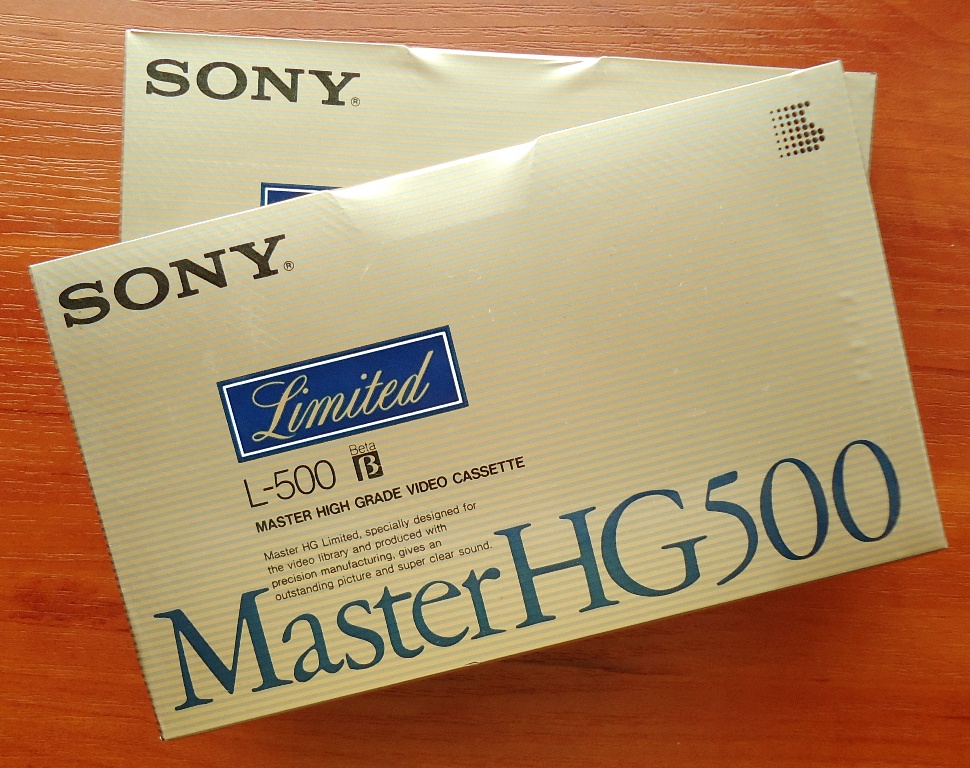 SONY®
SONY®
Limited
L-500 Beta β
MASTER HIGH GRADE VIDEO CASSETTE
Master HG Limited, specially designed for
the video library and produced with
precision manufacturing, gives an
outstanding picture and super clear sound.
MasterHG500